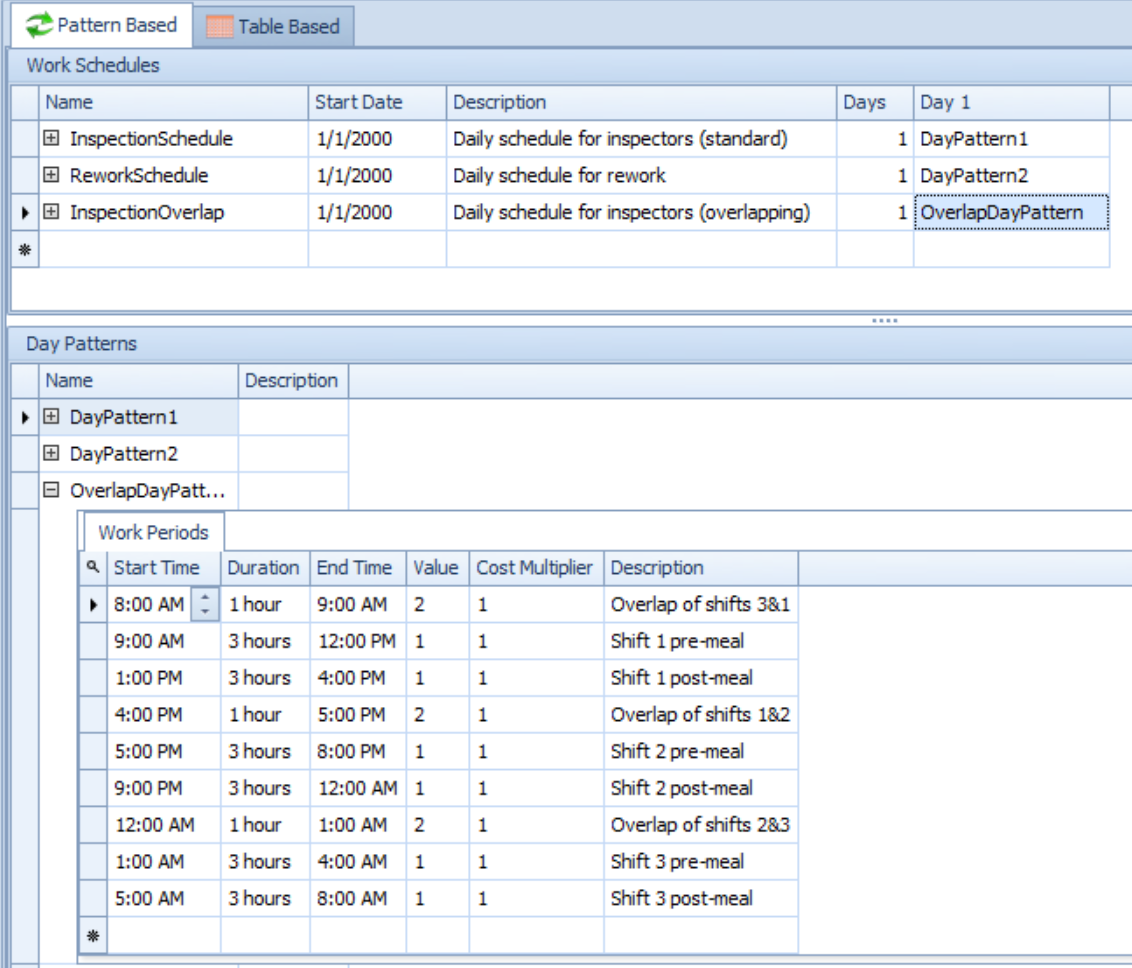 Pattern Based Table Based
Work Schedules
Name Start Date Description Days Day 1
InspectionSchedule 1/1/2000 Daily schedule for inspectors (standard) 1 DayPattern1
ReworkSchedule 1/1/2000 Daily schedule for rework 1 DayPattern2
InspectionOverlap 1/1/2000 Daily schedule for inspectors (overlapping) 1 OverlapDayPattern
Day Patterns
Name Description
DayPattern1
DayPattern2
OverlapDayPatt...
Work Periods
Start Time Duration End Time Value Cost Multiplier Description
8:00 AM 1 hour 9:00 AM 2 1 Overlap of shifts 3&1
9:00 AM 3 hours 12:00 PM 1 1 Shift 1 pre-meal
1:00 PM 3 hours 4:00 PM 1 1 Shift 1 post-meal
4:00 PM 1 hour 5:00 PM 2 1 Overlap of shifts 1&2
5:00 PM 3 hours 8:00 PM 1 1 Shift 2 pre-meal
9:00 PM 3 hours 12:00 AM 1 1 Shift 2 post-meal
12:00 AM 1 hour 1:00 AM 2 1 Overlap of shifts 2&3
1:00 AM 3 hours 4:00 AM 1 1 Shift 3 pre-meal
5:00 AM 3 hours 8:00 AM 1 1 Shift 3 post-meal